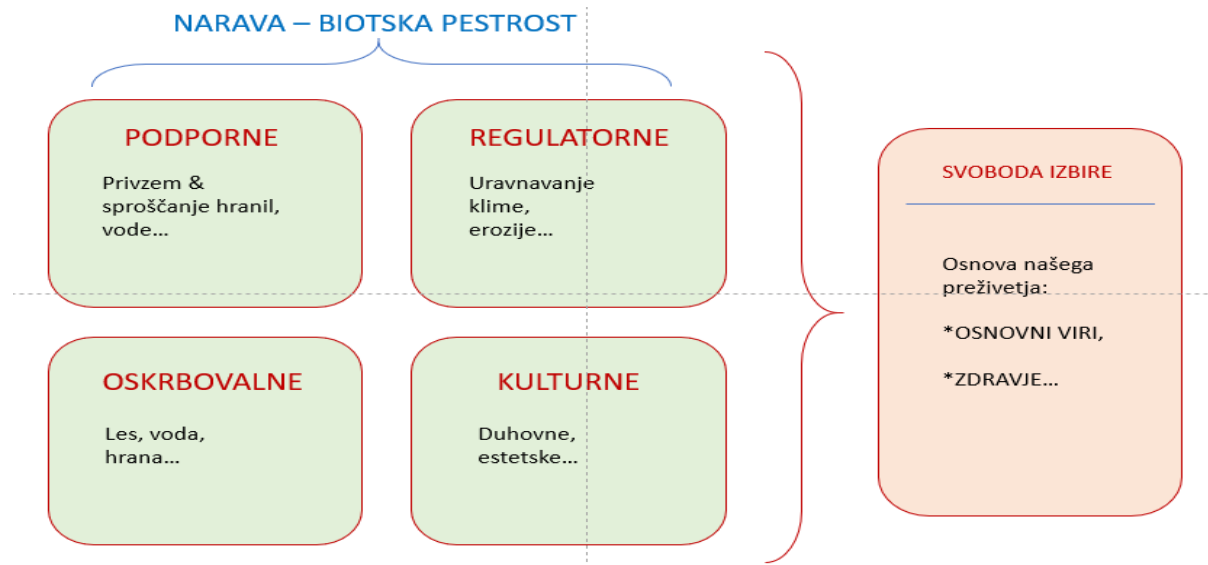 NARAVA – BIOTSKA PESTROST
PODPORNE
Privzem &
sproščanje hranil,
vode...
REGULATORNE
Uravnavanje
klime,
erozije...
OSKRBOVALNE
Les, voda,
hrana...
KULTURNE
Duhovne,
estetske...
SVOBODA IZBIRE
Osnova našega
preživetja:
*OSNOVNI VIRI,
*ZDRAVJE...